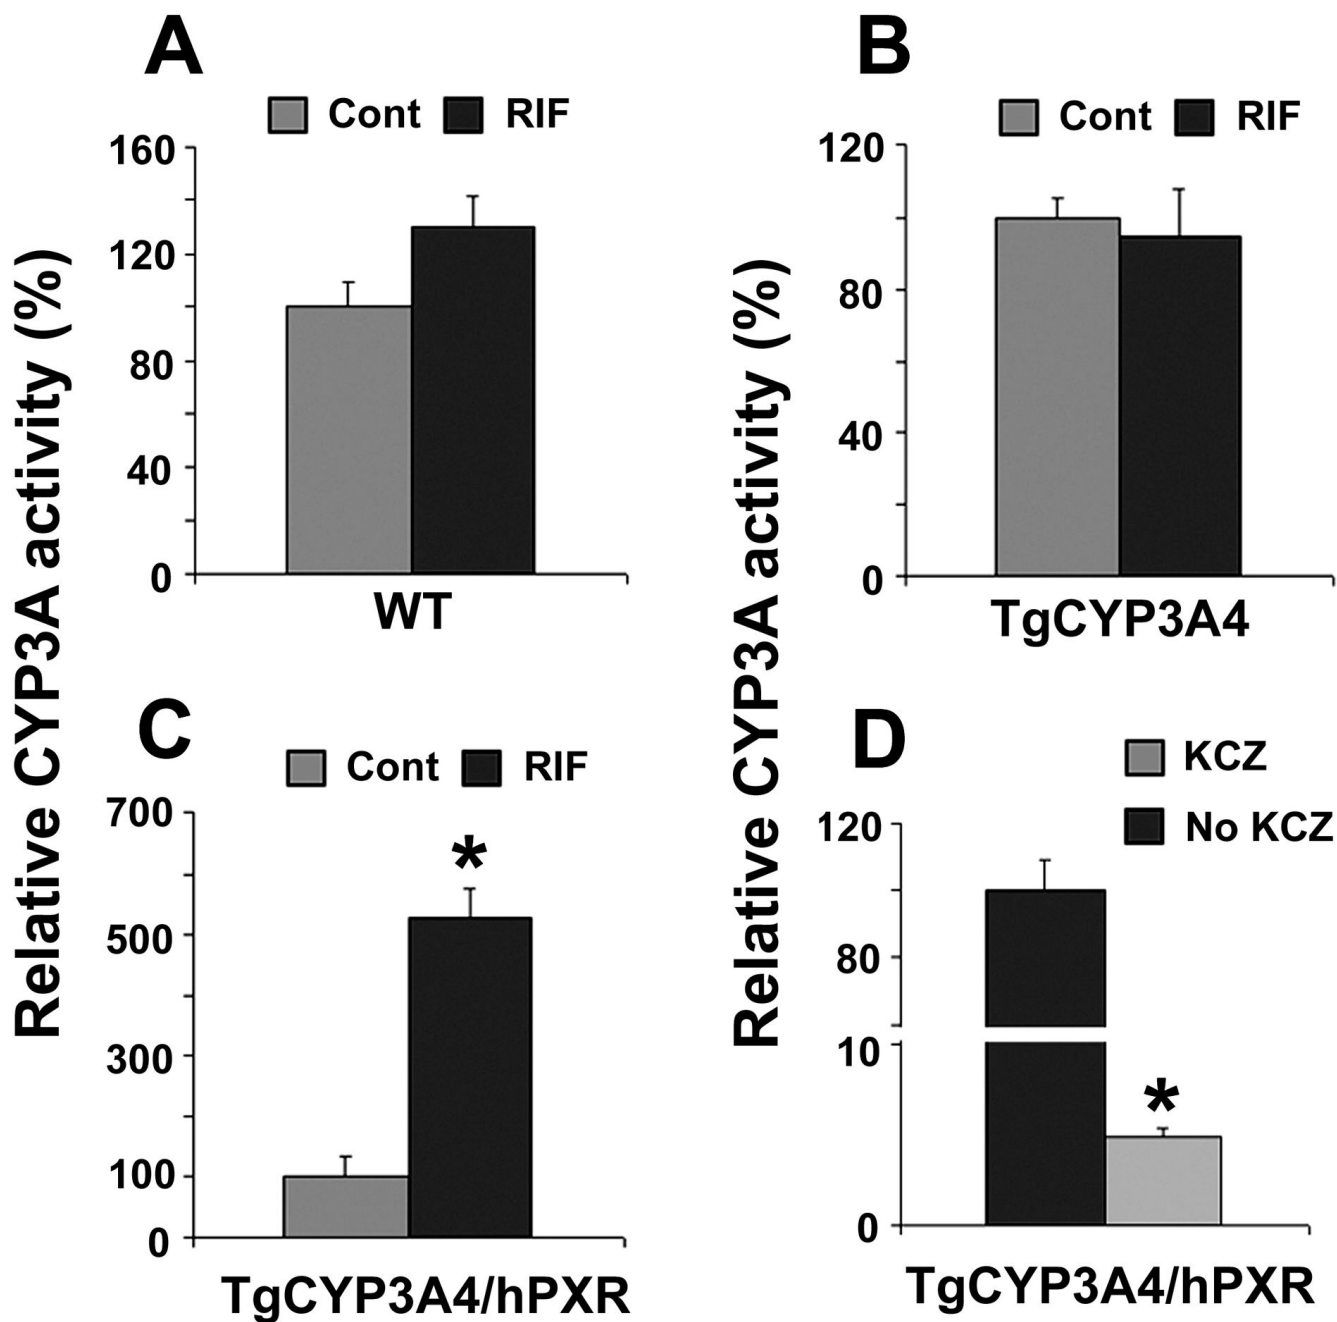 A
Cont RIF
Relative CYP3A activity (%)
160
120
80
40
0
WT
B
Cont RIF
Relative CYP3A activity (%)
120
80
40
0
TgCYP3A4
C
Cont RIF
700
500
300
100
0
*
TgCYP3A4/hPXR
D
KCZ
No KCZ
120
80
10
0
*
TgCYP3A4/hPXR